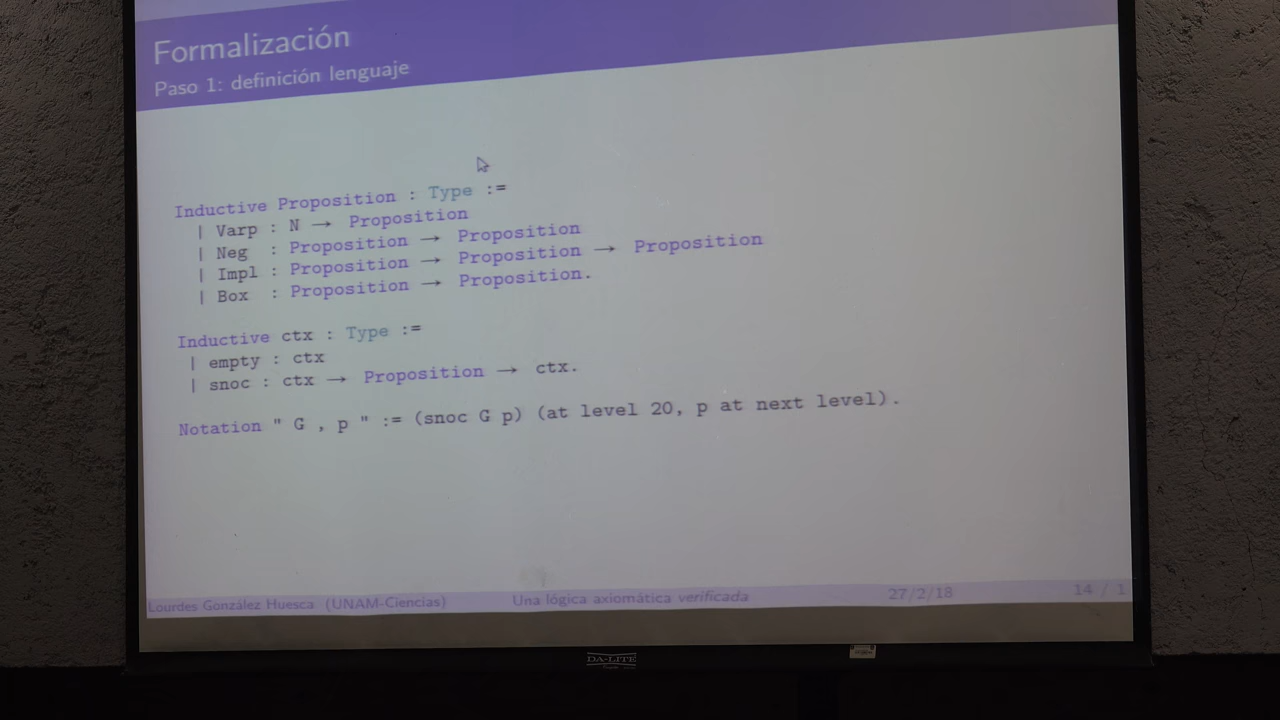 Formalización
Paso 1: definición lenguaje
Inductive Proposition : Type :=
| Varp : N → Proposition
| Neg : Proposition → Proposition
| Impl : Proposition → Proposition → Proposition
| Box : Proposition → Proposition.
Inductive ctx : Type :=
| empty : ctx
| snoc : ctx → Proposition → ctx.
Notation " G , p " := (snoc G p) (at level 20, p at next level).
Lourdes González Huesca (UNAM-Ciencias) Una lógica axiomática verificada 27/2/18 14 / 1
DA-LITE